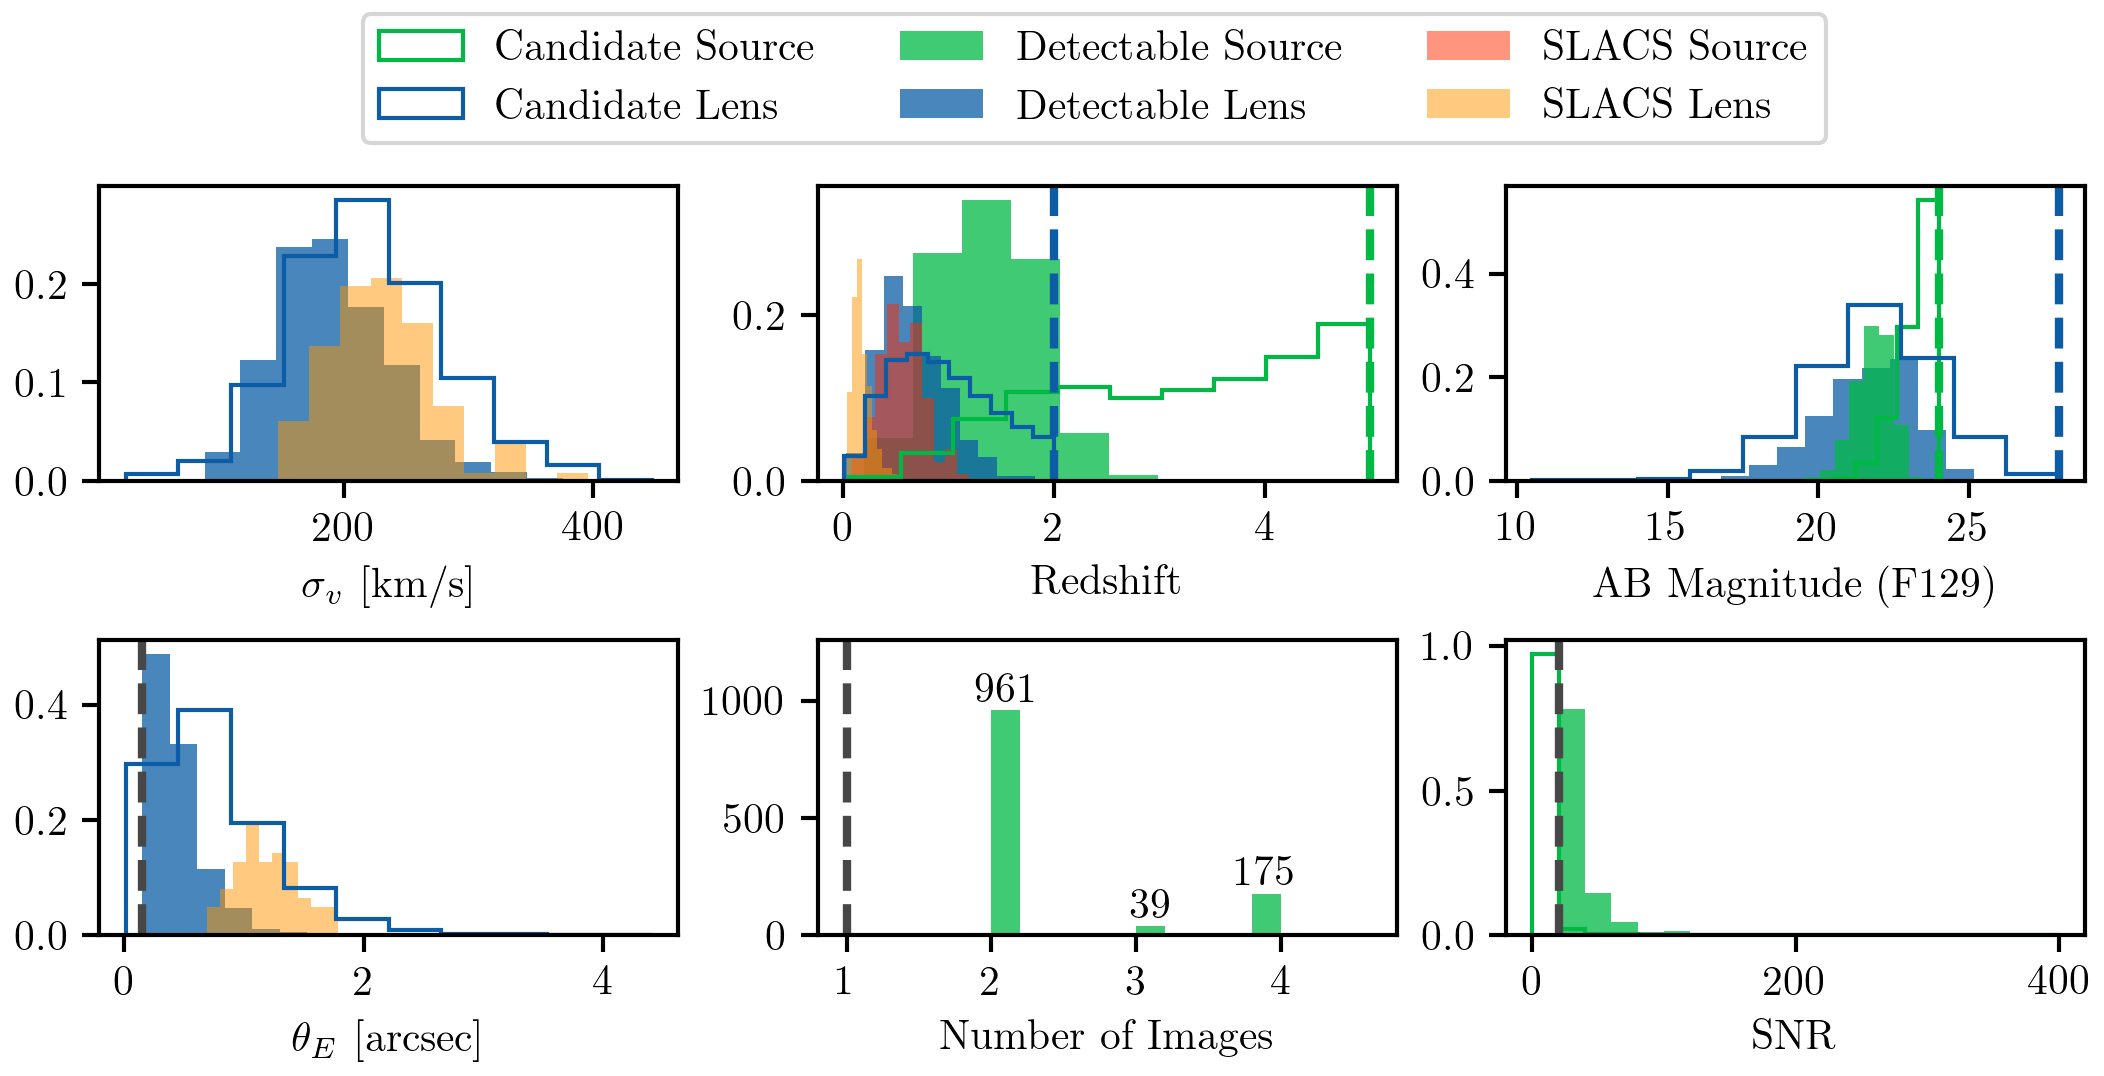 Candidate Source Detectable Source SLACS Source
Candidate Lens Detectable Lens SLACS Lens
0.2
0.1
0.0
200 400
σ_v [km/s]
0.2
0.0
0 2 4
Redshift
0.4
0.2
0.0
10 15 20 25
AB Magnitude (F129)
0.4
0.2
0.0
0 2 4
θ_E [arcsec]
1000
500
0
961
39
175
1 2 3 4
Number of Images
1.0
0.5
0.0
0 200 400
SNR